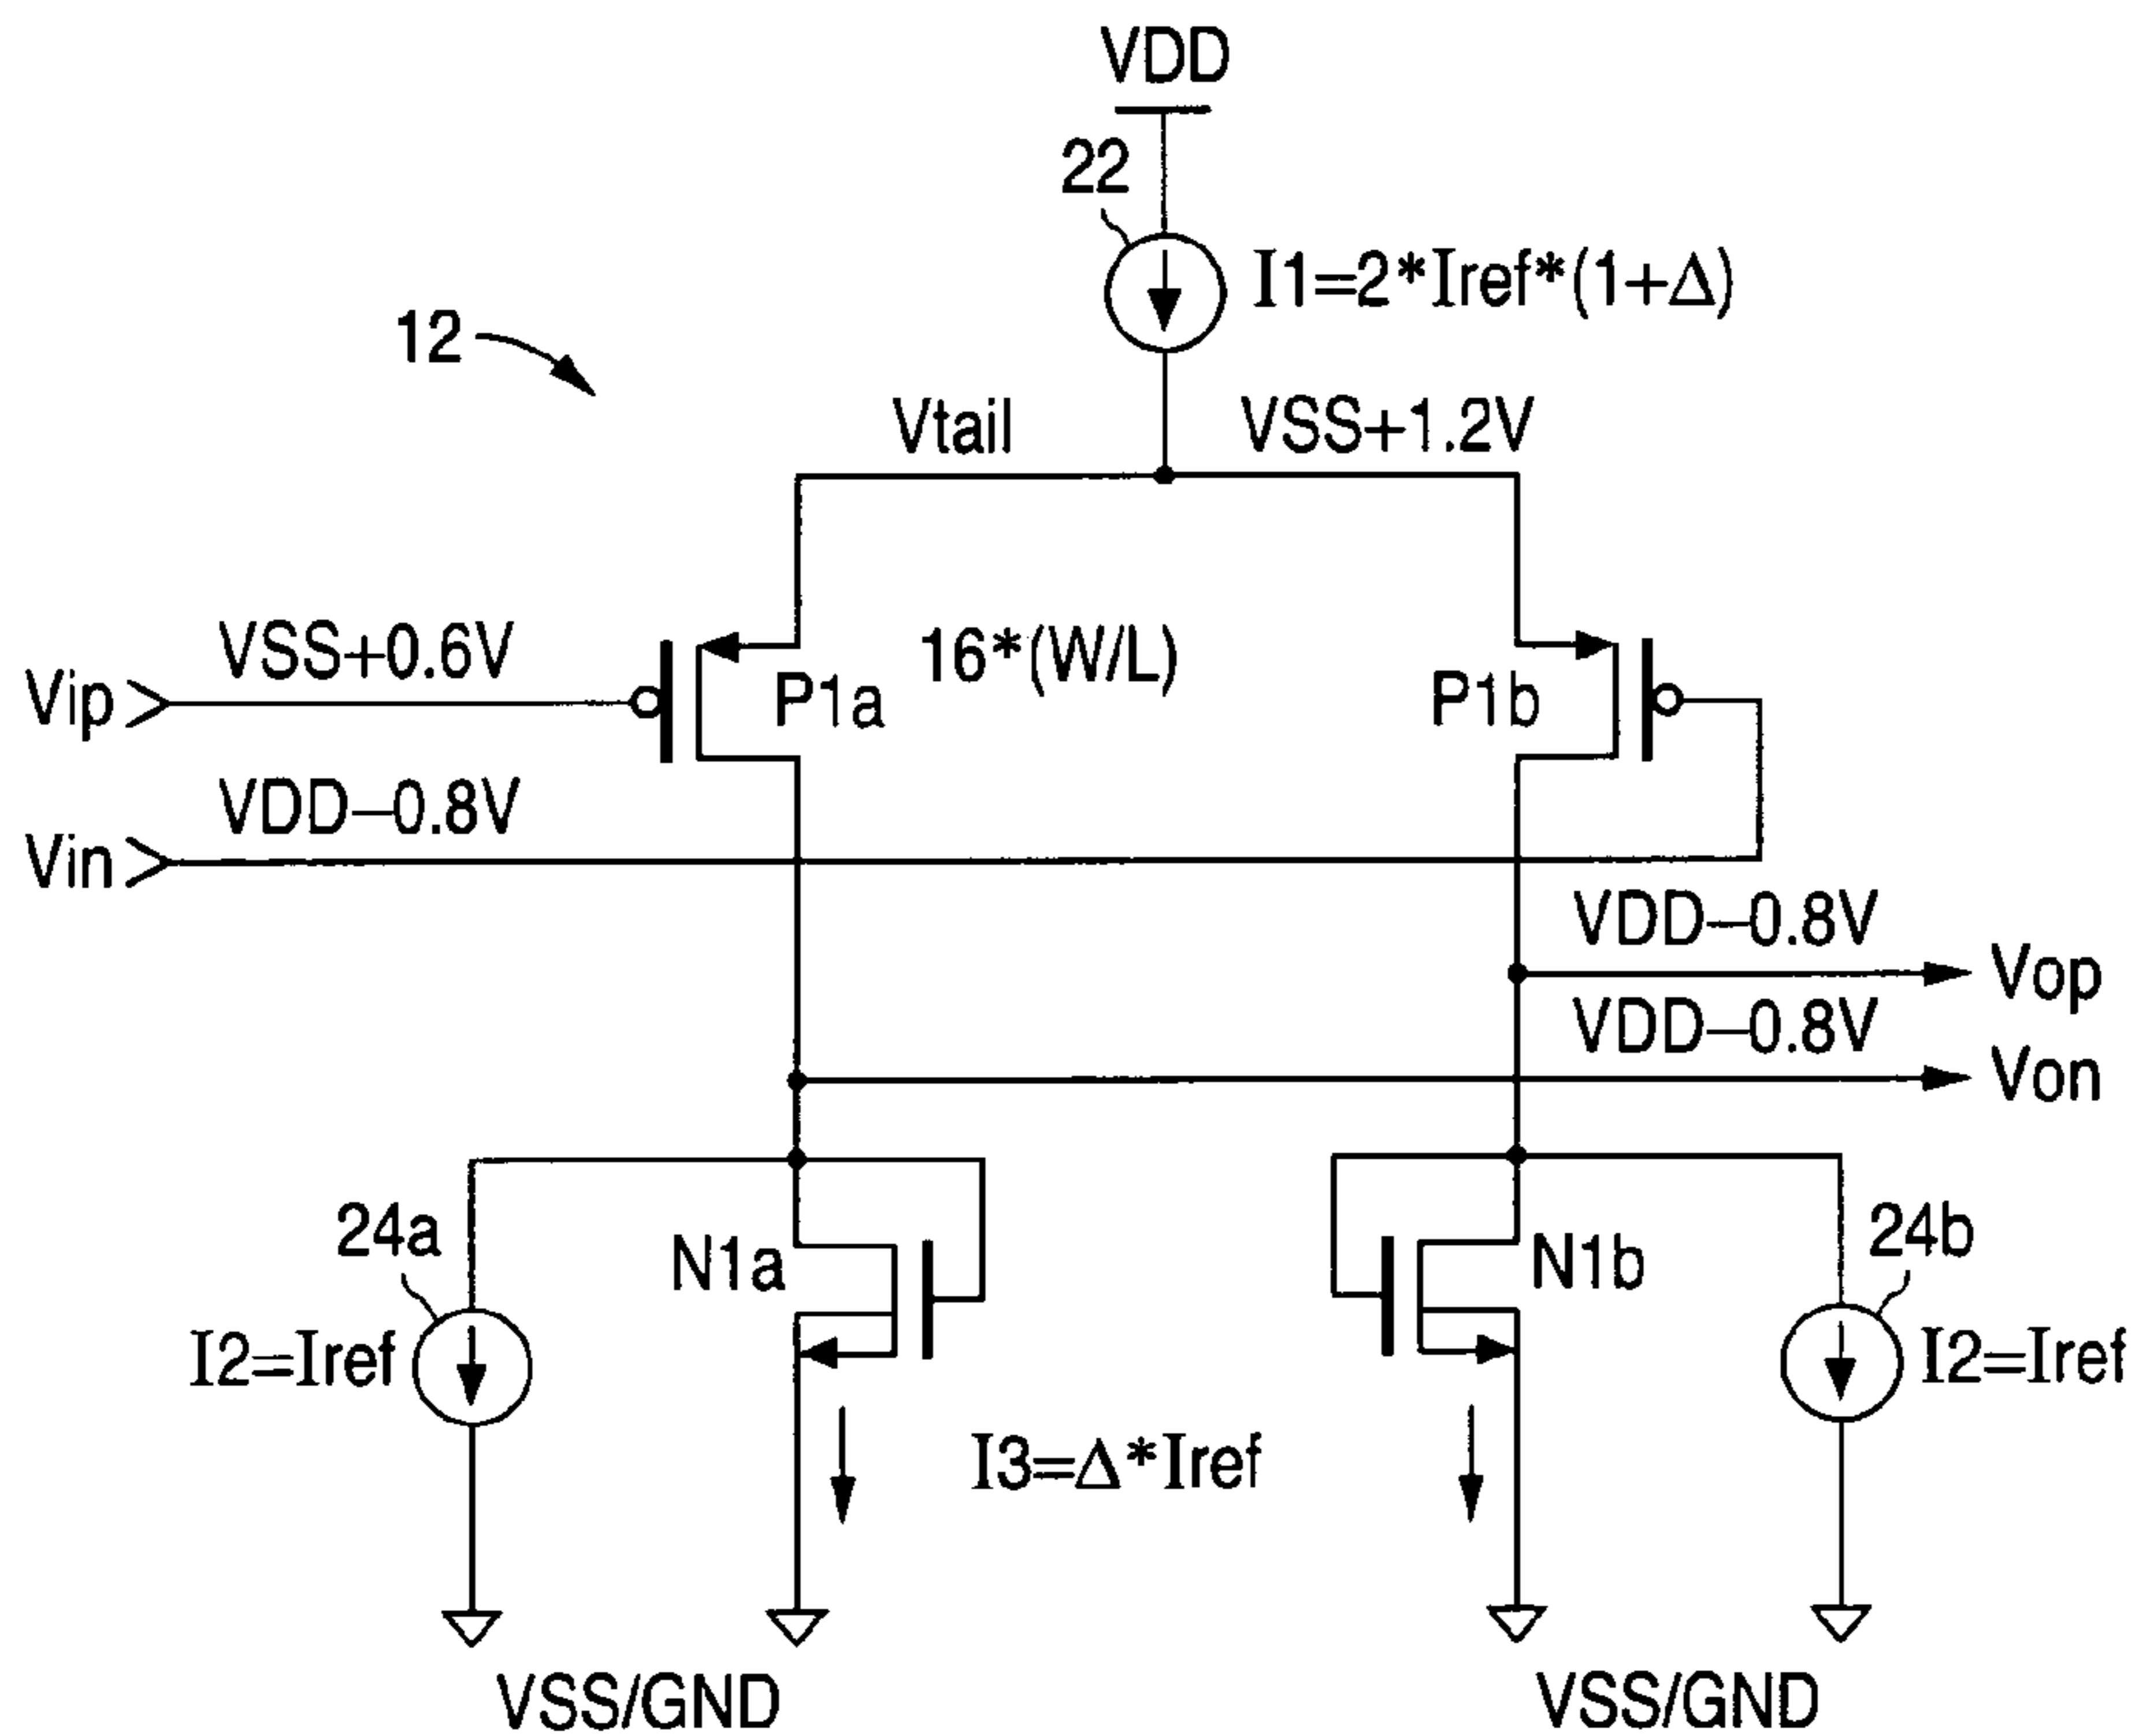 VDD
22
I1=2*Iref*(1+Δ)
12
Vtail
VSS+1.2V
VSS+0.6V
16*(W/L)
Vip
P1a
P1b
VDD–0.8V
Vin
VDD–0.8V
Vop
VDD–0.8V
Von
24a
N1a
N1b
24b
I2=Iref
I2=Iref
I3=Δ*Iref
VSS/GND
VSS/GND